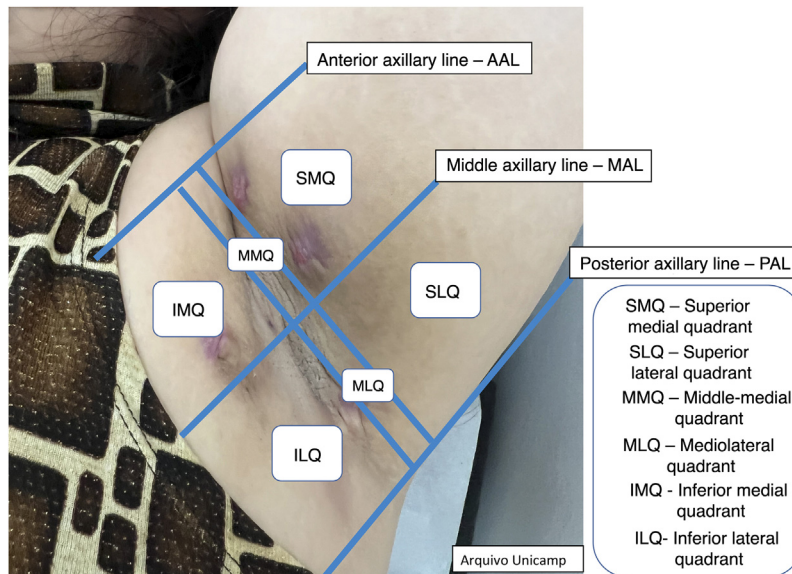 Anterior axillary line – AAL
SMQ
Middle axillary line – MAL
MMQ
Posterior axillary line – PAL
IMQ
SLQ
MLQ
ILQ
SMQ – Superior
medial quadrant
SLQ – Superior
lateral quadrant
MMQ – Middle-medial
quadrant
MLQ – Mediolateral
quadrant
IMQ - Inferior medial
quadrant
ILQ- Inferior lateral
quadrant
Arquivo Unicamp